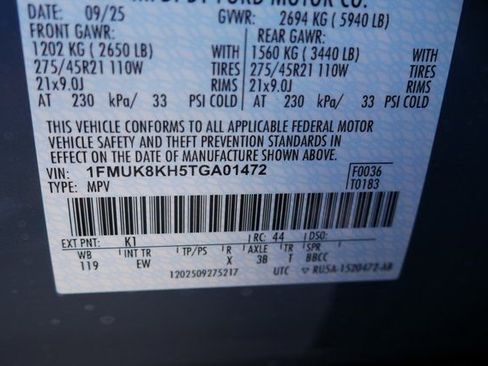 FORD MOTOR CO.
DATE: 09/25 GVWR: 2694 KG ( 5940 LB)
FRONT GAWR: REAR GAWR:
1202 KG ( 2650 LB) WITH 1560 KG ( 3440 LB) WITH
275/45R21 110W TIRES 275/45R21 110W TIRES
21x9.0J RIMS 21x9.0J RIMS
AT 230 kPa/ 33 PSI COLD AT 230 kPa/ 33 PSI COLD
THIS VEHICLE CONFORMS TO ALL APPLICABLE FEDERAL MOTOR
VEHICLE SAFETY AND THEFT PREVENTION STANDARDS IN
EFFECT ON THE DATE OF MANUFACTURE SHOWN ABOVE.
VIN: 1FMUK8KH5TGA01472 F0036
TYPE: MPV T0183
EXT PNT: K1 RC: 44 DSO:
WB INT TR TP/PS R AXLE TR SPR
119 EW X 3B T BBCC
1202509275217 UTC ▽ RU5A-1520472-AB